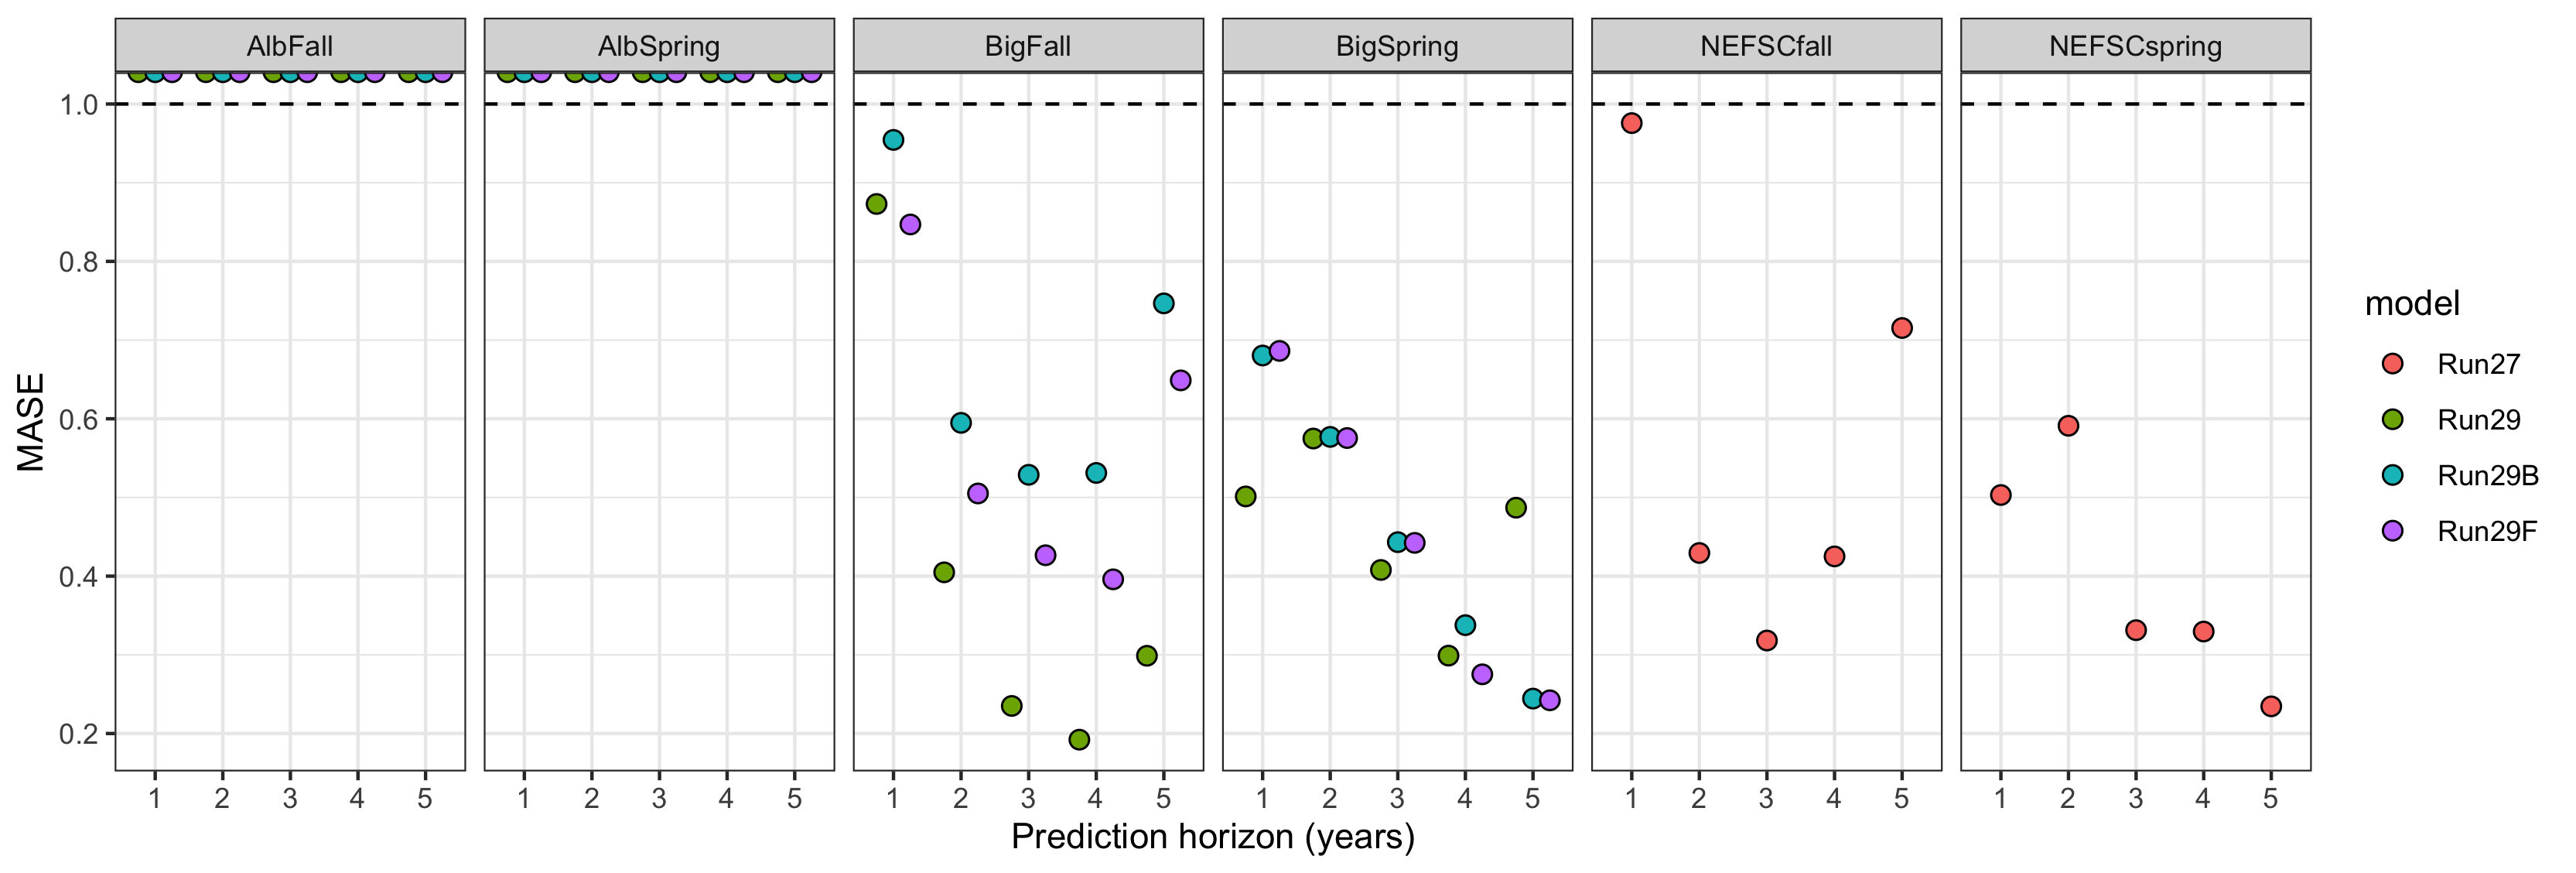 AlbFall AlbSpring BigFall BigSpring NEFSCfall NEFSCspring
1.0
0.8
0.6
0.4
0.2
MASE
1 2 3 4 5 1 2 3 4 5 1 2 3 4 5 1 2 3 4 5 1 2 3 4 5 1 2 3 4 5
Prediction horizon (years)
model
Run27
Run29
Run29B
Run29F